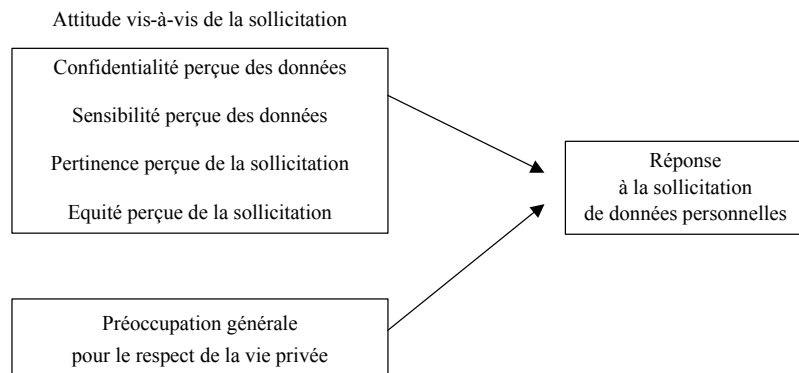 Attitude vis-à-vis de la sollicitation
Confidentialité perçue des données
Sensibilité perçue des données
Pertinence perçue de la sollicitation
Equité perçue de la sollicitation
Réponse
à la sollicitation
de données personnelles
Préoccupation générale
pour le respect de la vie privée